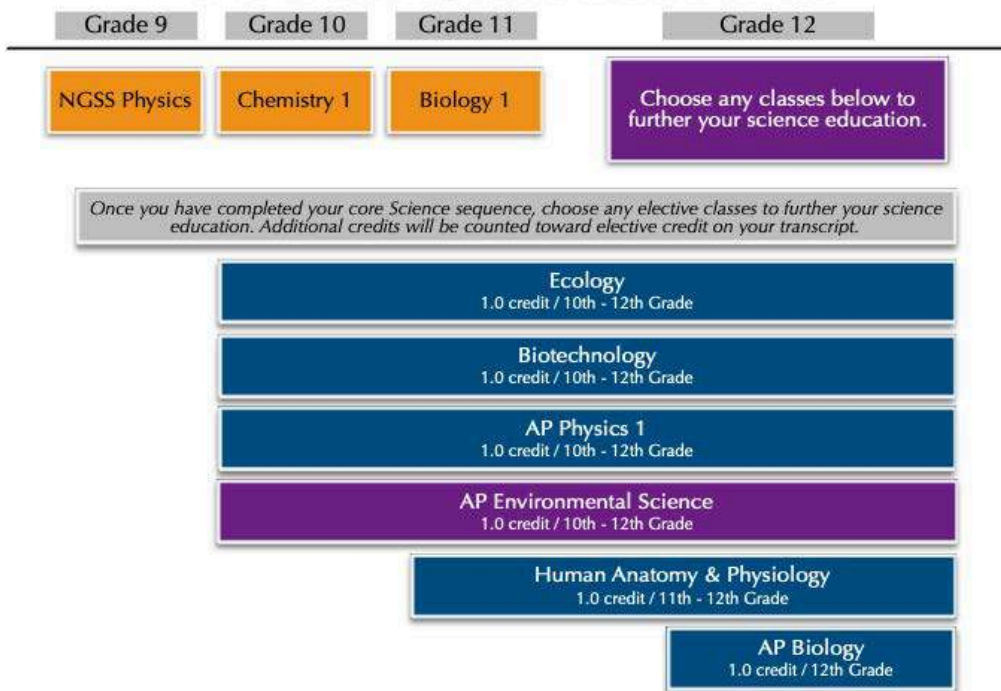 Grade 9
Grade 10
Grade 11
Grade 12
NGSS Physics
Chemistry 1
Biology 1
Choose any classes below to
further your science education.
Once you have completed your core Science sequence, choose any elective classes to further your science
education. Additional credits will be counted toward elective credit on your transcript.
Ecology
1.0 credit / 10th - 12th Grade
Biotechnology
1.0 credit / 10th - 12th Grade
AP Physics 1
1.0 credit / 10th - 12th Grade
AP Environmental Science
1.0 credit / 10th - 12th Grade
Human Anatomy & Physiology
1.0 credit / 11th - 12th Grade
AP Biology
1.0 credit / 12th Grade